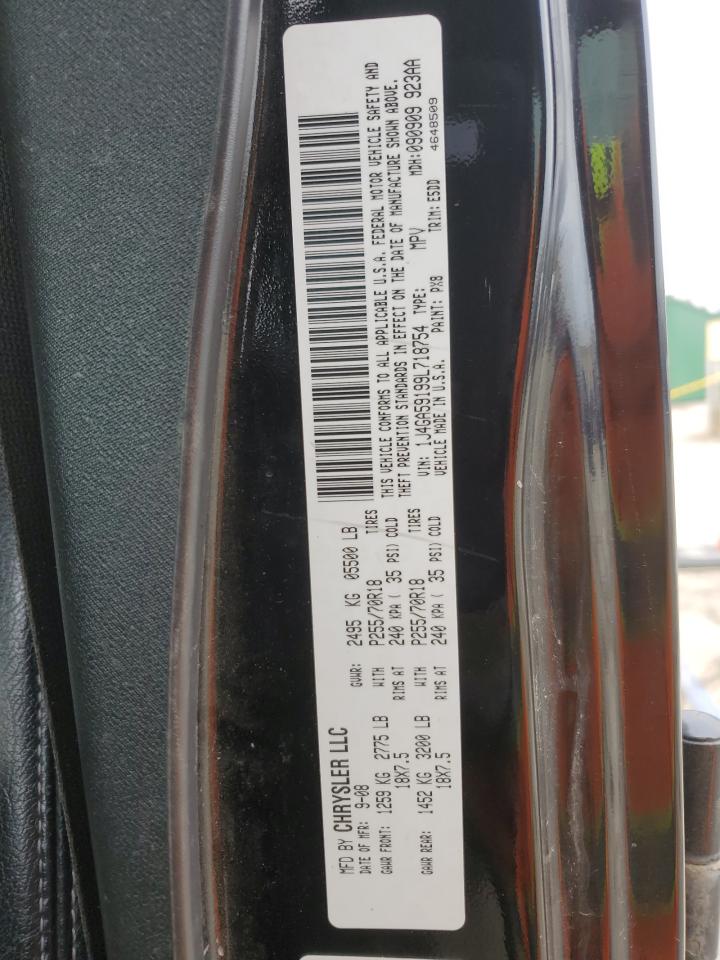 MFD BY CHRYSLER LLC
DATE OF MFR: 9-08 GVWR: 2495 KG 05500 LB
GAWR FRONT: 1259 KG 2775 LB WITH P255/70R18 TIRES
18X7.5 RIMS AT 240 KPA ( 35 PSI) COLD
GAWR REAR: 1452 KG 3200 LB WITH P255/70R18 TIRES
18X7.5 RIMS AT 240 KPA ( 35 PSI) COLD
THIS VEHICLE CONFORMS TO ALL APPLICABLE U.S.A. FEDERAL MOTOR VEHICLE SAFETY AND
THEFT PREVENTION STANDARDS IN EFFECT ON THE DATE OF MANUFACTURE SHOWN ABOVE.
VIN: 1J4GA59199L718754 TYPE: MPV MDH: 090909 923AA
VEHICLE MADE IN U.S.A. PAINT: PX8 TRIM: E5DD 4648509